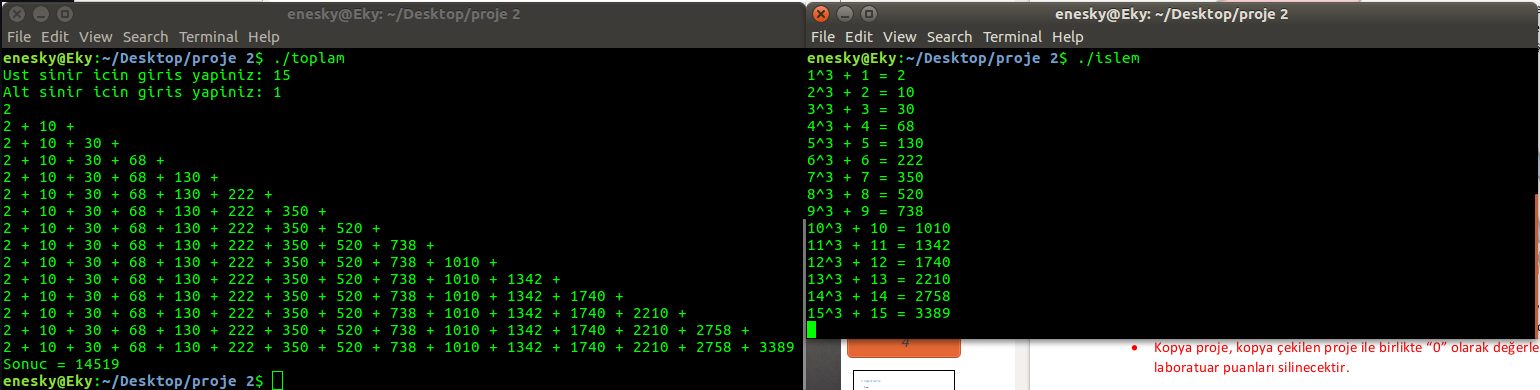 enesky@Eky: ~/Desktop/proje 2
File Edit View Search Terminal Help
enesky@Eky:~/Desktop/proje 2$ ./toplam
Ust sinir icin giris yapiniz: 15
Alt sinir icin giris yapiniz: 1
2
2 + 10 +
2 + 10 + 30 +
2 + 10 + 30 + 68 +
2 + 10 + 30 + 68 + 130 +
2 + 10 + 30 + 68 + 130 + 222 +
2 + 10 + 30 + 68 + 130 + 222 + 350 +
2 + 10 + 30 + 68 + 130 + 222 + 350 + 520 +
2 + 10 + 30 + 68 + 130 + 222 + 350 + 520 + 738 +
2 + 10 + 30 + 68 + 130 + 222 + 350 + 520 + 738 + 1010 +
2 + 10 + 30 + 68 + 130 + 222 + 350 + 520 + 738 + 1010 + 1342 +
2 + 10 + 30 + 68 + 130 + 222 + 350 + 520 + 738 + 1010 + 1342 + 1740 +
2 + 10 + 30 + 68 + 130 + 222 + 350 + 520 + 738 + 1010 + 1342 + 1740 + 2210 +
2 + 10 + 30 + 68 + 130 + 222 + 350 + 520 + 738 + 1010 + 1342 + 1740 + 2210 + 2758 +
2 + 10 + 30 + 68 + 130 + 222 + 350 + 520 + 738 + 1010 + 1342 + 1740 + 2210 + 2758 + 3389
Sonuc = 14519
enesky@Eky:~/Desktop/proje 2$
enesky@Eky: ~/Desktop/proje 2
File Edit View Search Terminal Help
enesky@Eky:~/Desktop/proje 2$ ./islem
1^3 + 1 = 2
2^3 + 2 = 10
3^3 + 3 = 30
4^3 + 4 = 68
5^3 + 5 = 130
6^3 + 6 = 222
7^3 + 7 = 350
8^3 + 8 = 520
9^3 + 9 = 738
10^3 + 10 = 1010
11^3 + 11 = 1342
12^3 + 12 = 1740
13^3 + 13 = 2210
14^3 + 14 = 2758
15^3 + 15 = 3389
4
• Kopya proje, kopya çekilen proje ile birlikte “0” olarak değerle
laboratuar puanları silinecektir.